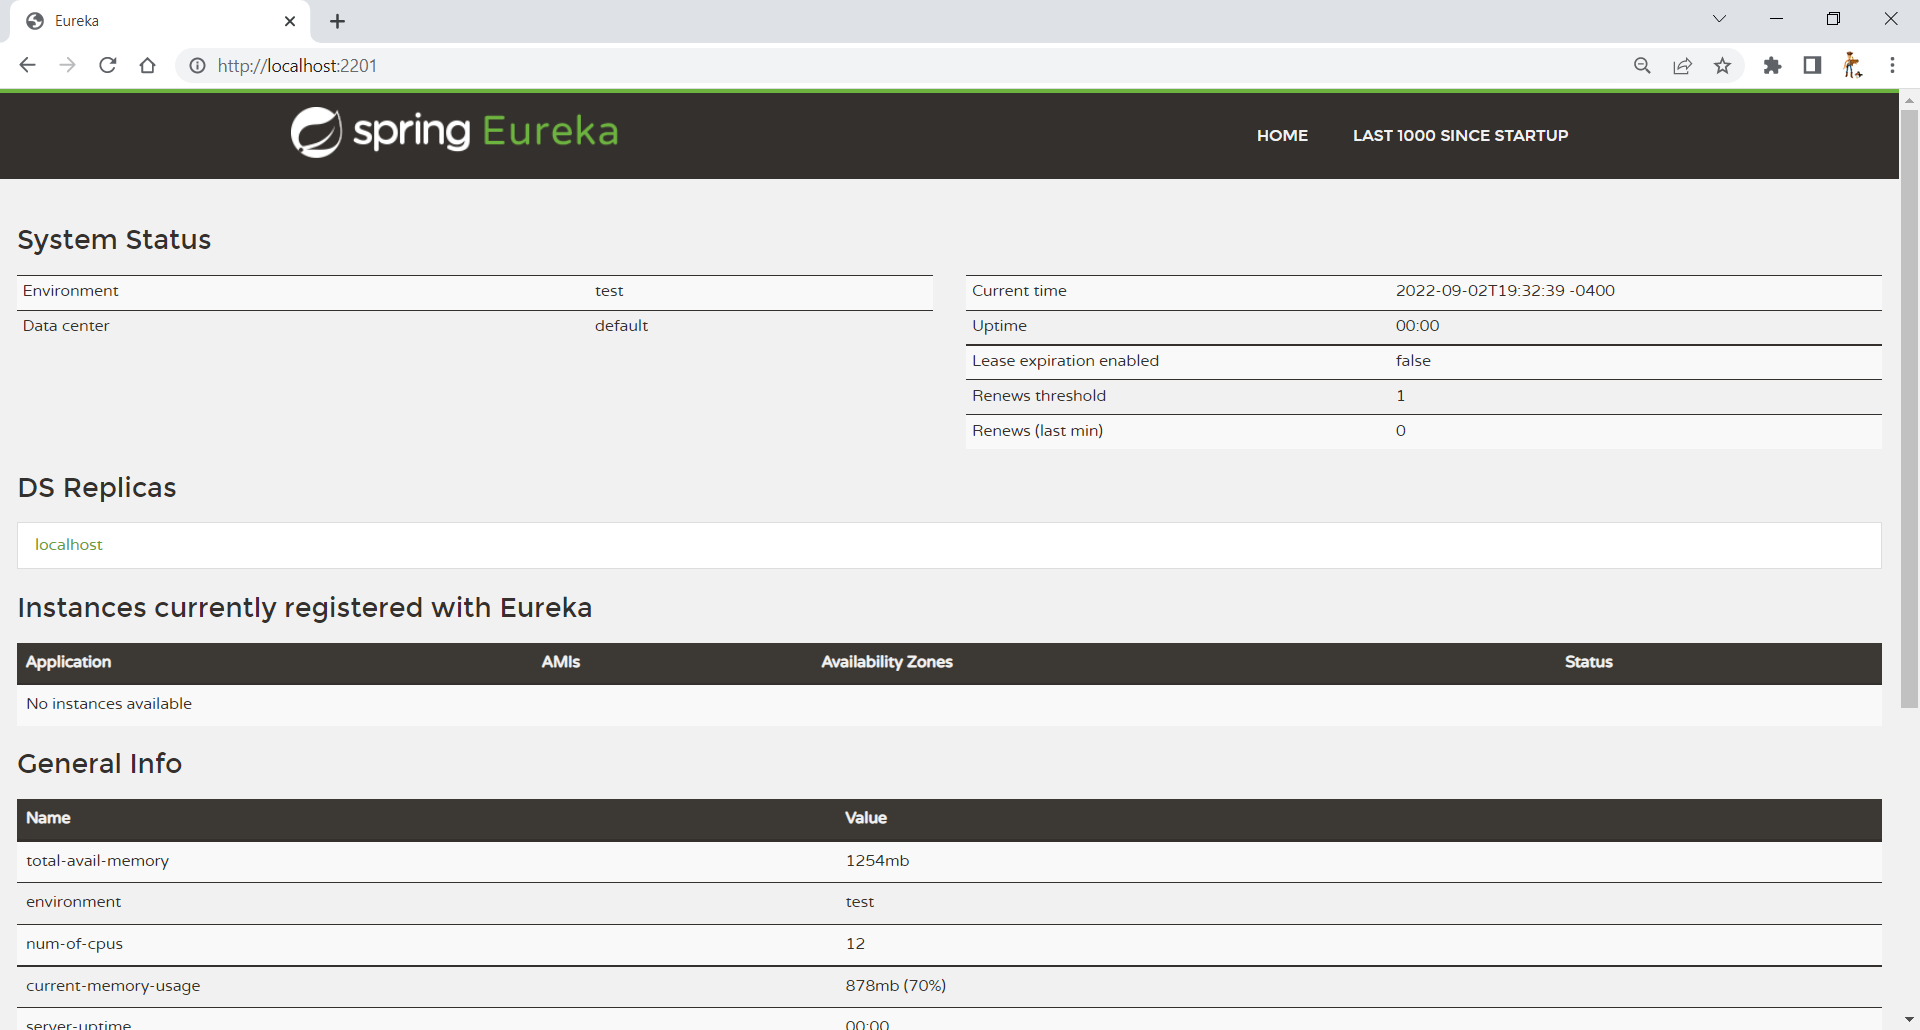 Eureka
http://localhost:2201
spring Eureka
HOME LAST 1000 SINCE STARTUP
System Status
Environment test
Data center default
Current time 2022-09-02T19:32:39 -0400
Uptime 00:00
Lease expiration enabled false
Renews threshold 1
Renews (last min) 0
DS Replicas
localhost
Instances currently registered with Eureka
Application AMIs Availability Zones Status
No instances available
General Info
Name Value
total-avail-memory 1254mb
environment test
num-of-cpus 12
current-memory-usage 878mb (70%)
server-uptime 00:00